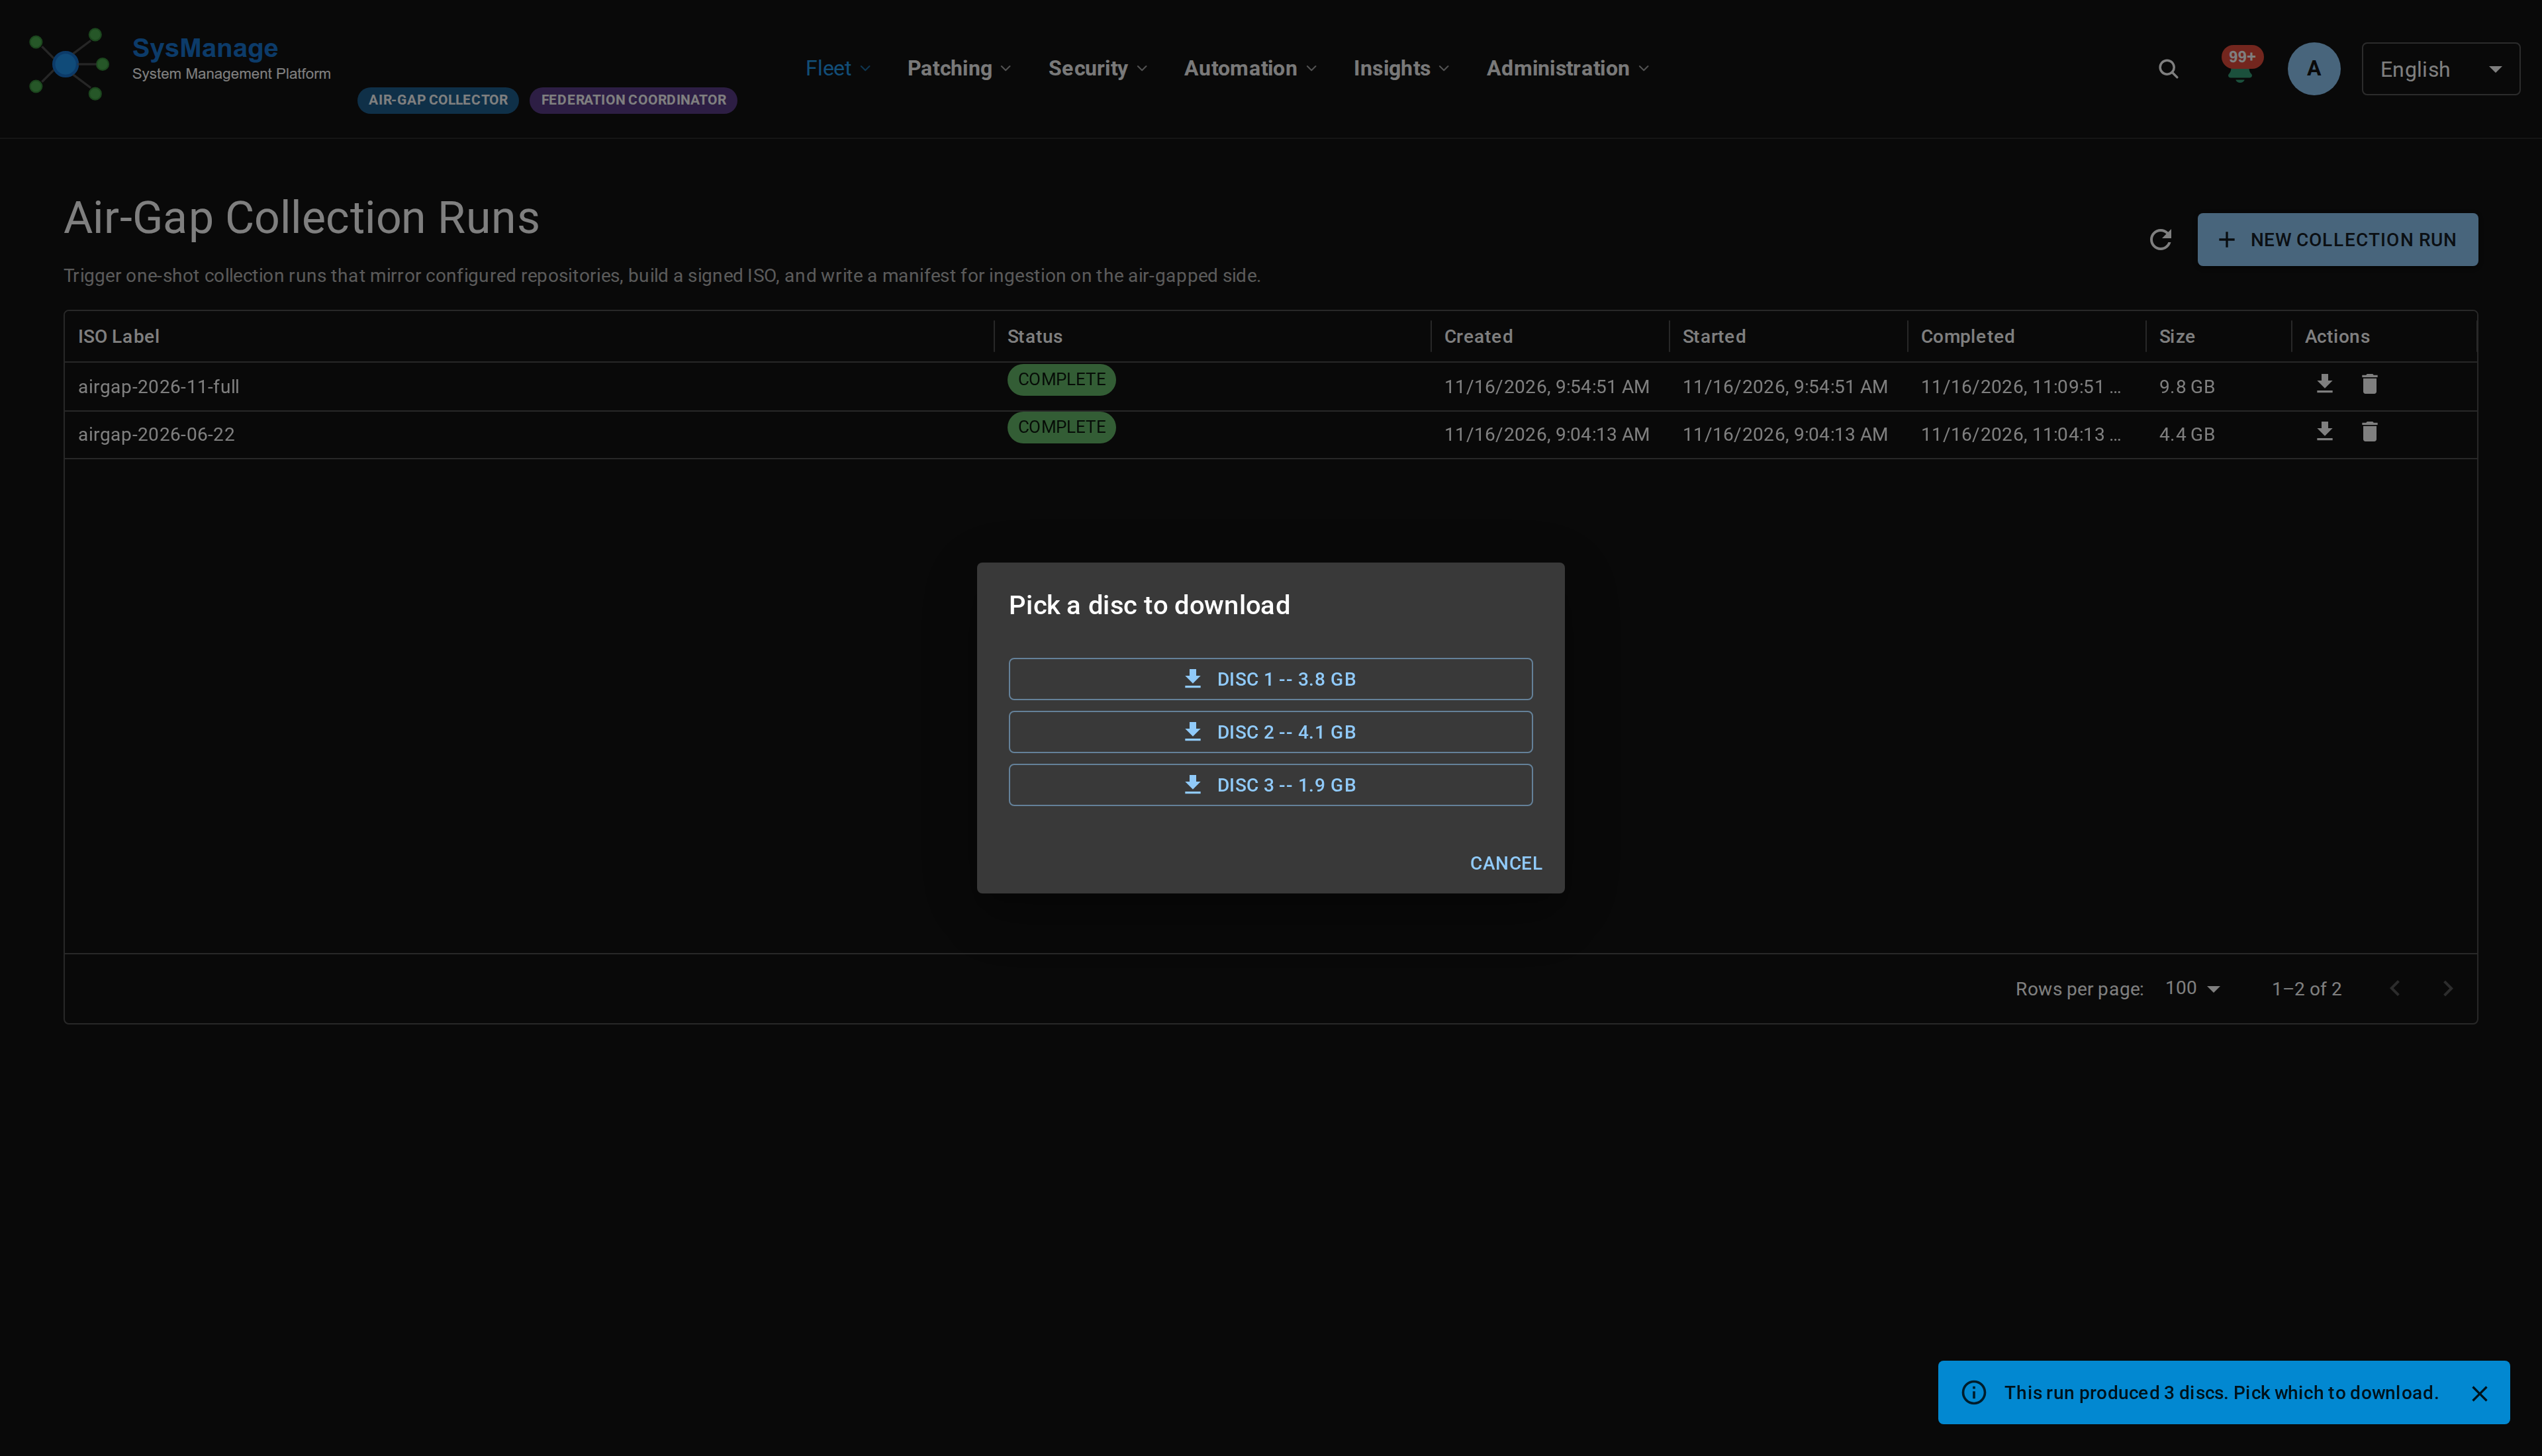 SysManage
System Management Platform
AIR-GAP COLLECTOR
FEDERATION COORDINATOR
Fleet
Patching
Security
Automation
Insights
Administration
99+
A
English
Air-Gap Collection Runs
NEW COLLECTION RUN
Trigger one-shot collection runs that mirror configured repositories, build a signed ISO, and write a manifest for ingestion on the air-gapped side.
ISO Label Status Created Started Completed Size Actions
airgap-2026-11-full COMPLETE 11/16/2026, 9:54:51 AM 11/16/2026, 9:54:51 AM 11/16/2026, 11:09:51 ... 9.8 GB
airgap-2026-06-22 COMPLETE 11/16/2026, 9:04:13 AM 11/16/2026, 9:04:13 AM 11/16/2026, 11:04:13 ... 4.4 GB
Pick a disc to download
DISC 1 -- 3.8 GB
DISC 2 -- 4.1 GB
DISC 3 -- 1.9 GB
CANCEL
Rows per page: 100 1–2 of 2
This run produced 3 discs. Pick which to download.